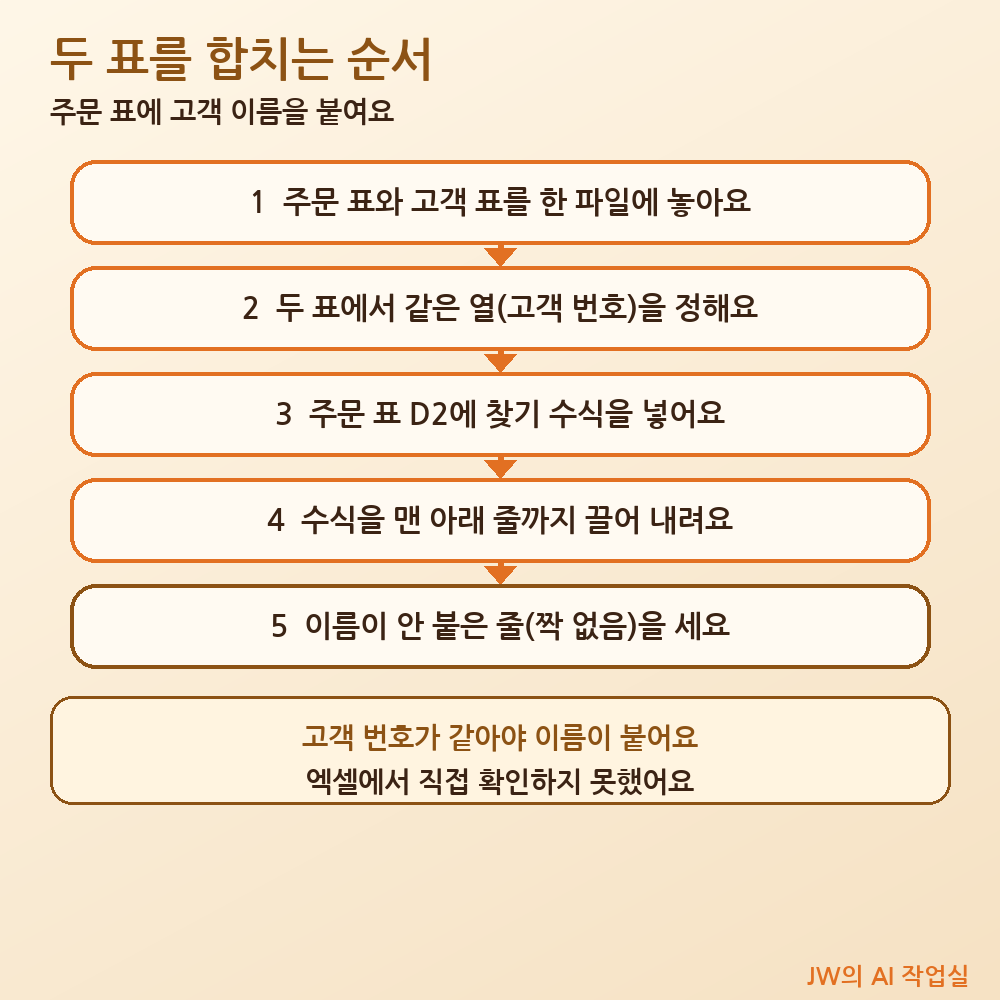 두 표를 합치는 순서
주문 표에 고객 이름을 붙여요
1 주문 표와 고객 표를 한 파일에 놓아요
2 두 표에서 같은 열(고객 번호)을 정해요
3 주문 표 D2에 찾기 수식을 넣어요
4 수식을 맨 아래 줄까지 끌어 내려요
5 이름이 안 붙은 줄(짝 없음)을 세요
고객 번호가 같아야 이름이 붙어요
엑셀에서 직접 확인하지 못했어요
JW의 AI 작업실